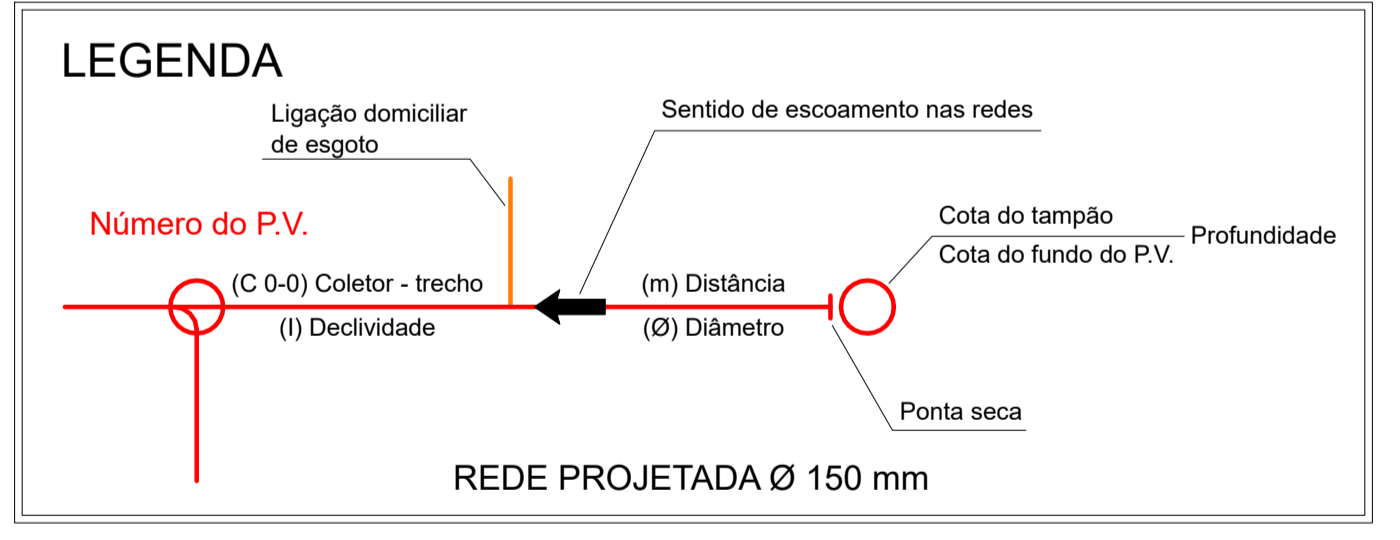 LEGENDA
Ligação domiciliar
de esgoto
Sentido de escoamento nas redes
Número do P.V.
Cota do tampão
Profundidade
Cota do fundo do P.V.
(C 0-0) Coletor - trecho
(m) Distância
(I) Declividade
(Ø) Diâmetro
Ponta seca
REDE PROJETADA Ø 150 mm